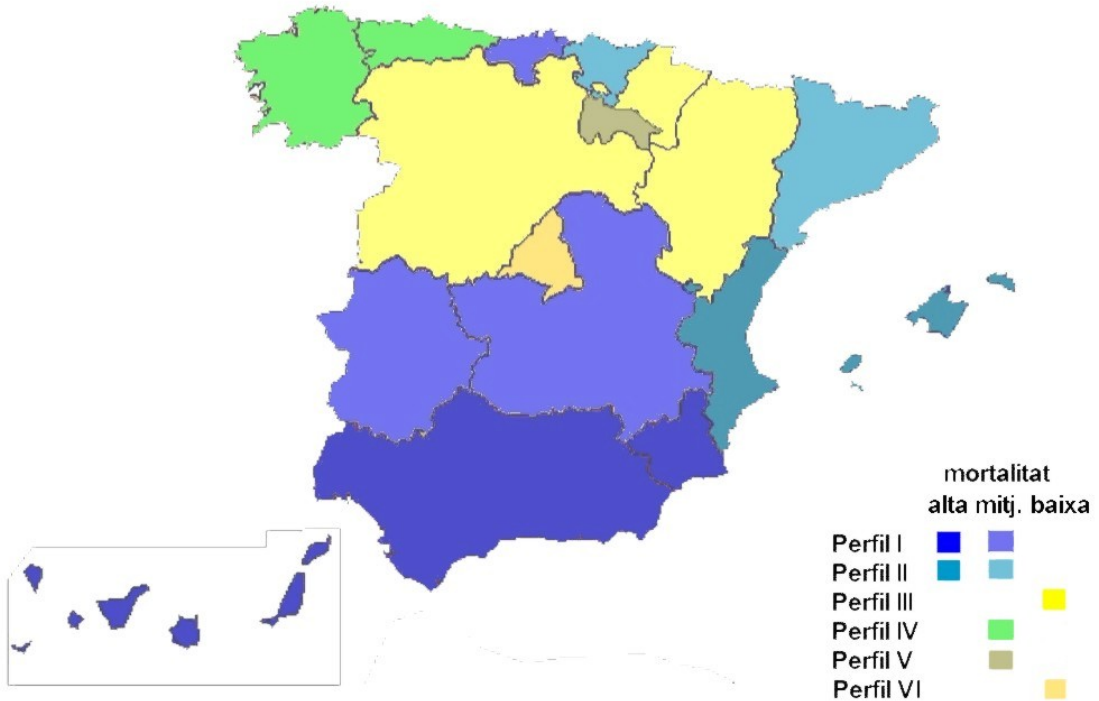 mortalitat
alta mitj. baixa
Perfil I
Perfil II
Perfil III
Perfil IV
Perfil V
Perfil VI